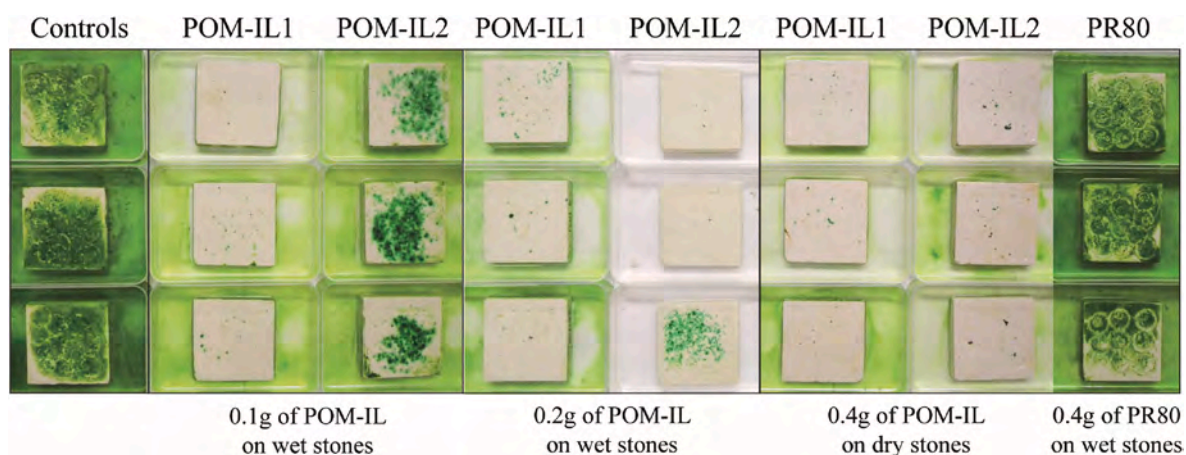 Controls POM-IL1 POM-IL2 POM-IL1 POM-IL2 POM-IL1 POM-IL2 PR80
0.1g of POM-IL 0.2g of POM-IL 0.4g of POM-IL 0.4g of PR80
on wet stones on wet stones on dry stones on wet stones